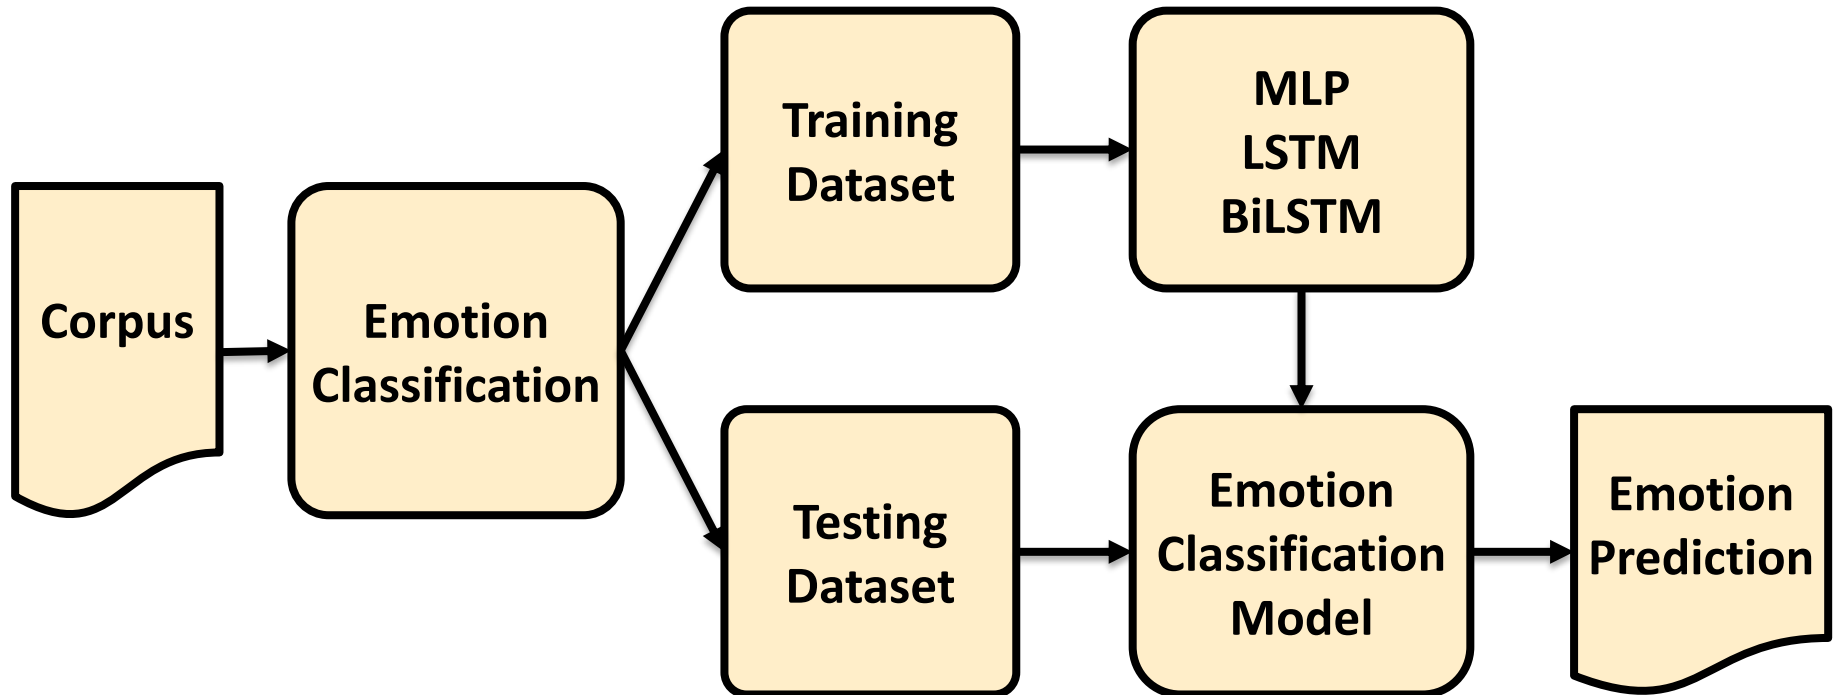 Corpus
Emotion
Classification
Training
Dataset
MLP
LSTM
BiLSTM
Testing
Dataset
Emotion
Classification
Model
Emotion
Prediction